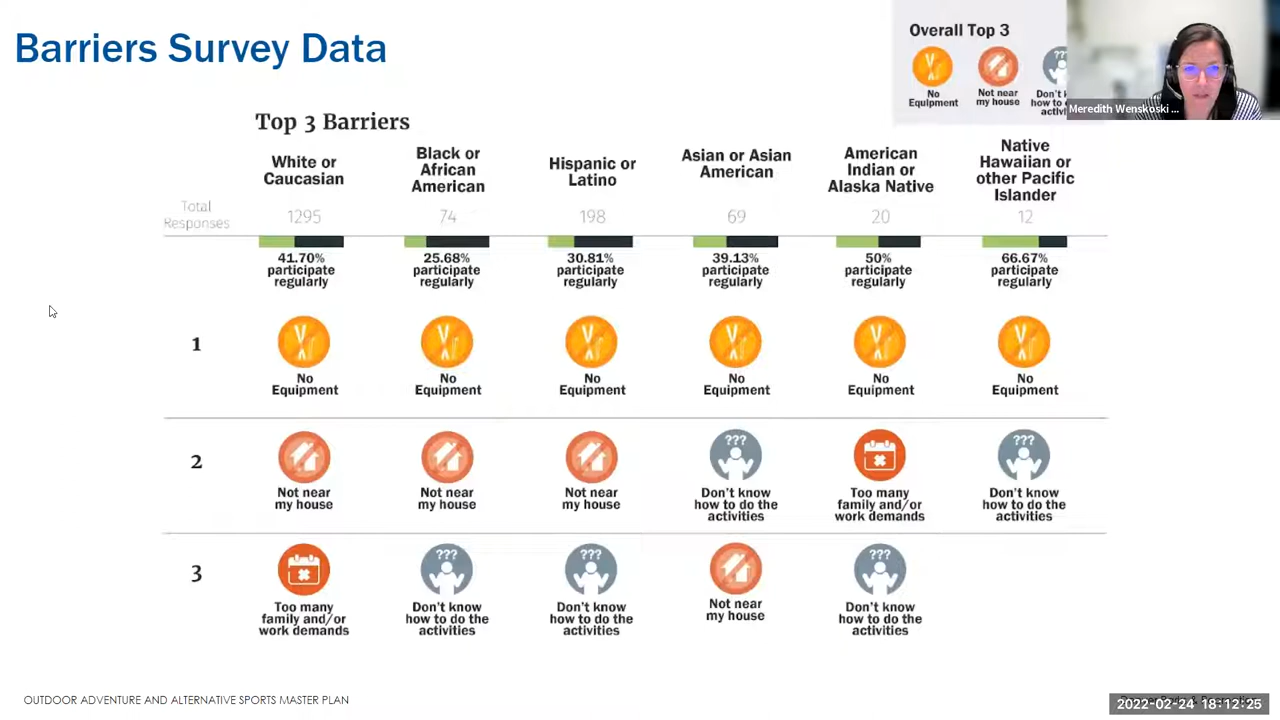 Barriers Survey Data
Overall Top 3
No
Equipment
Not near
my house
Don't k
how to
activi
Meredith Wenskoski ...
Top 3 Barriers
White or
Caucasian
Black or
African
American
Hispanic or
Latino
Asian or Asian
American
American
Indian or
Alaska Native
Native
Hawaiian or
other Pacific
Islander
Total
Responses
1295
74
198
69
20
12
41.70%
participate
regularly
25.68%
participate
regularly
30.81%
participate
regularly
39.13%
participate
regularly
50%
participate
regularly
66.67%
participate
regularly
1
No
Equipment
No
Equipment
No
Equipment
No
Equipment
No
Equipment
No
Equipment
2
Not near
my house
Not near
my house
Not near
my house
???
Don't know
how to do the
activities
Too many
family and/or
work demands
???
Don't know
how to do the
activities
3
Too many
family and/or
work demands
???
Don't know
how to do the
activities
???
Don't know
how to do the
activities
Not near
my house
???
Don't know
how to do the
activities
OUTDOOR ADVENTURE AND ALTERNATIVE SPORTS MASTER PLAN
2022-02-24 18:12:25